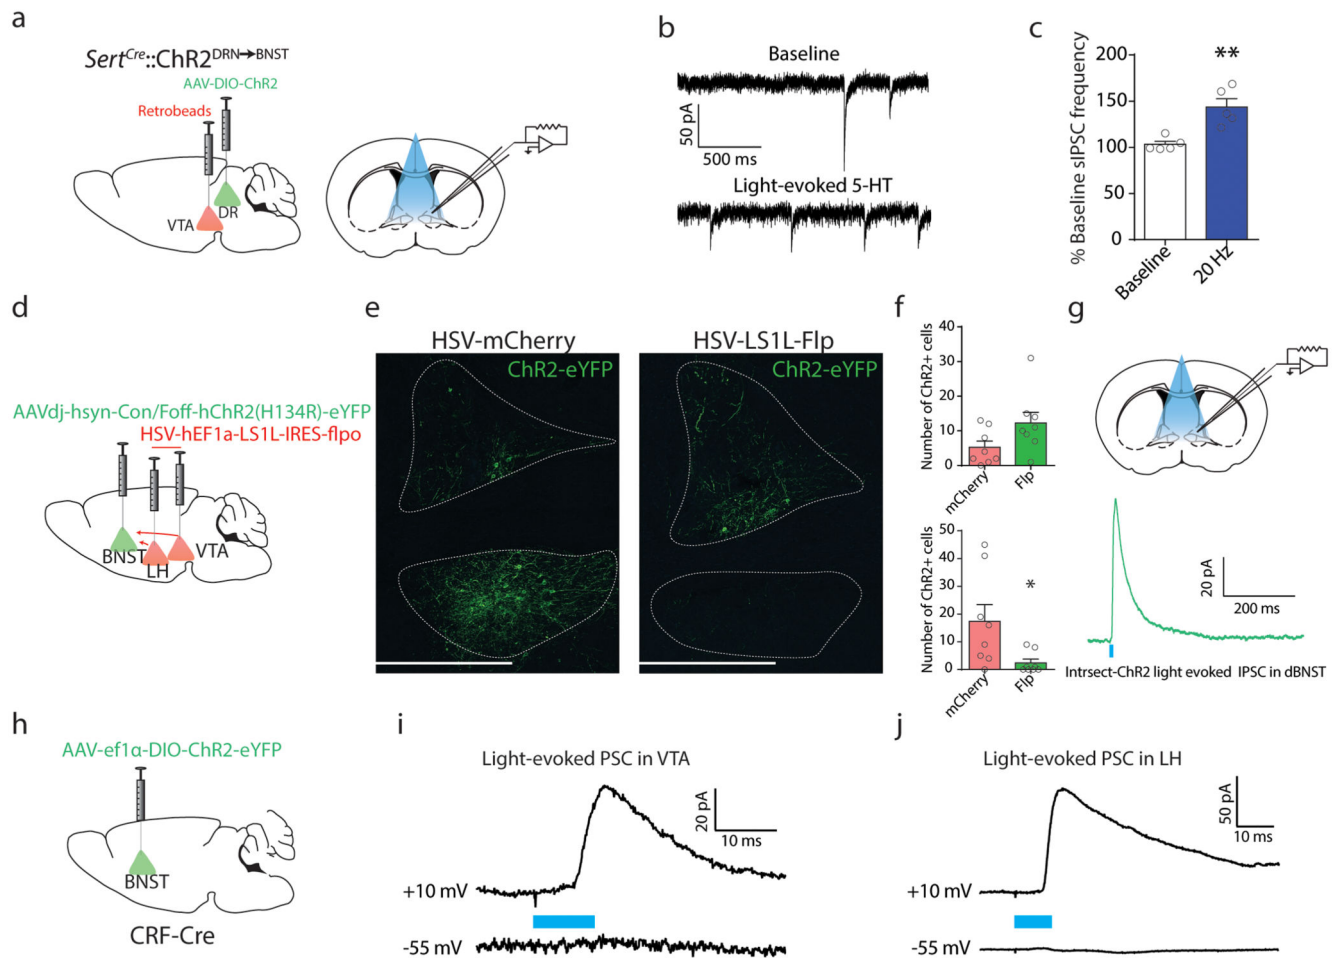 a
Sert^Cre::ChR2^DRN→BNST
AAV-DIO-ChR2
Retrobeads
VTA
DR
b
Baseline
50 pA
500 ms
Light-evoked 5-HT
c
% Baseline sIPSC frequency
200
150
100
50
0
**
Baseline
20 Hz
d
AAVdj-hsyn-Con/Foff-hChR2(H134R)-eYFP
HSV-hEF1a-LS1L-IRES-flpo
BNST
LH
VTA
e
HSV-mCherry
ChR2-eYFP
HSV-LS1L-Flp
ChR2-eYFP
f
Number of ChR2+ cells
40
30
20
10
0
mCherry
Flp
Number of ChR2+ cells
50
40
30
20
10
0
*
mCherry
Flp
g
20 pA
200 ms
Intrsect-ChR2 light evoked IPSC in dBNST
h
AAV-ef1α-DIO-ChR2-eYFP
BNST
CRF-Cre
i
Light-evoked PSC in VTA
20 pA
10 ms
+10 mV
-55 mV
j
Light-evoked PSC in LH
50 pA
10 ms
+10 mV
-55 mV